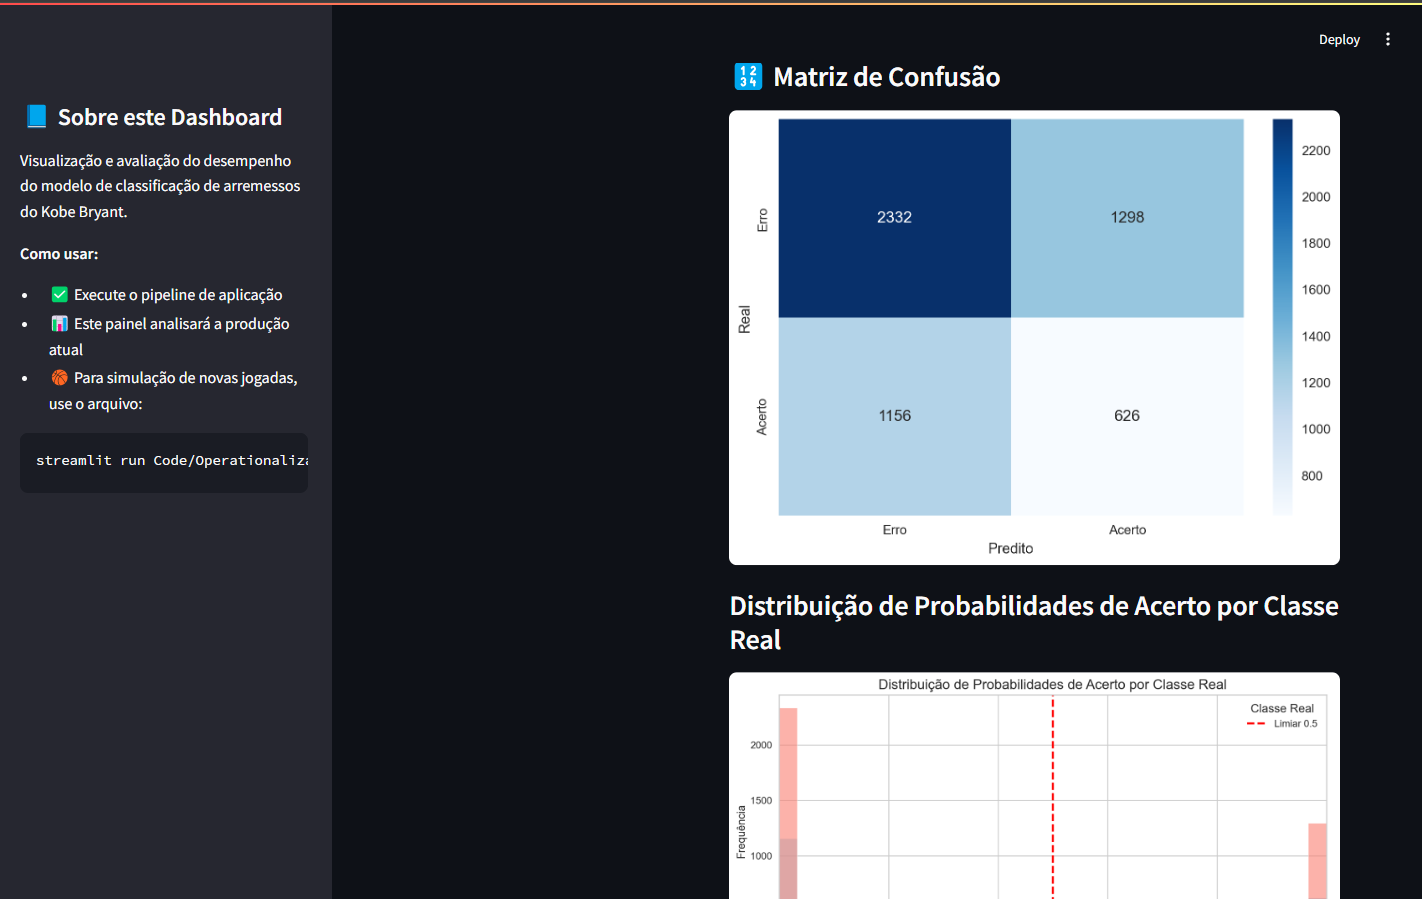 Deploy
📘 Sobre este Dashboard
Visualização e avaliação do desempenho
do modelo de classificação de arremessos
do Kobe Bryant.
Como usar:
• ✅ Execute o pipeline de aplicação
• 📊 Este painel analisará a produção
atual
• 🏀 Para simulação de novas jogadas,
use o arquivo:
streamlit run Code/Operationaliz
🔢 Matriz de Confusão
Real
Erro
2332
1298
Acerto
1156
626
Erro
Acerto
Predito
2200
2000
1800
1600
1400
1200
1000
800
Distribuição de Probabilidades de Acerto por Classe
Real
Distribuição de Probabilidades de Acerto por Classe Real
Classe Real
Limiar 0.5
Frequência
2000
1500
1000